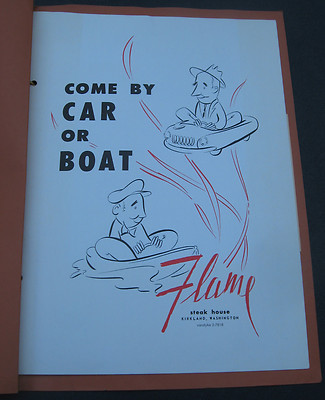 COME BY
CAR
OR
BOAT
Flame
steak house
KIRKLAND, WASHINGTON